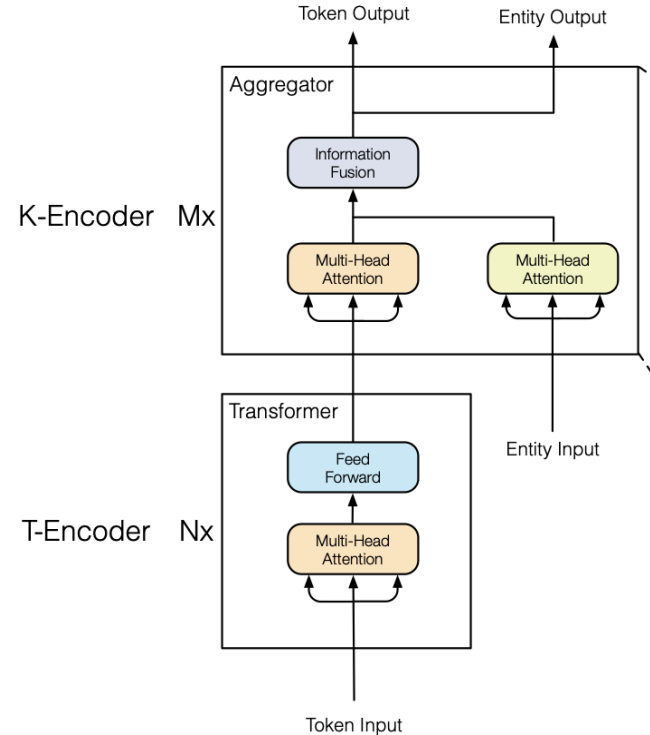 Token Output
Entity Output
Aggregator
Information
Fusion
K-Encoder Mx
Multi-Head
Attention
Multi-Head
Attention
Transformer
Feed
Forward
Entity Input
T-Encoder Nx
Multi-Head
Attention
Token Input